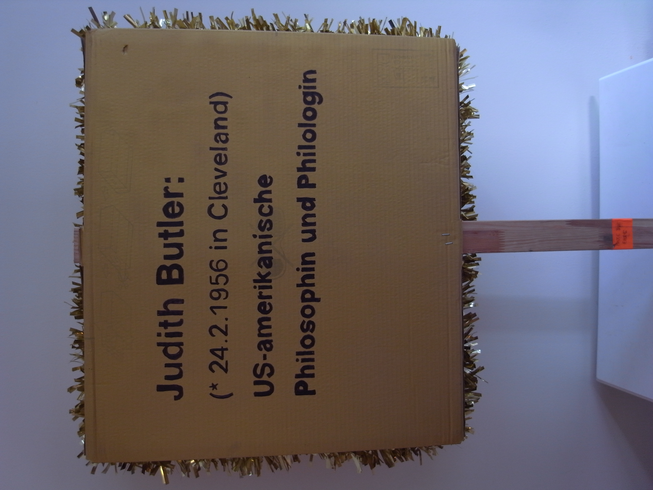 Judith Butler:
(* 24.2.1956 in Cleveland)
US-amerikanische
Philosophin und Philologin